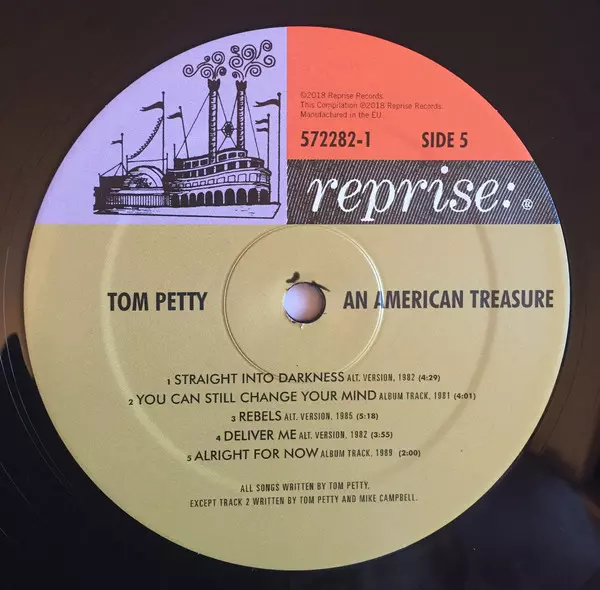 ©2018 Reprise Records.
This Compilation ℗2018 Reprise Records.
Manufactured in the EU.
572282-1 SIDE 5
reprise:®
TOM PETTY AN AMERICAN TREASURE
1 STRAIGHT INTO DARKNESS ALT. VERSION, 1982 (4:29)
2 YOU CAN STILL CHANGE YOUR MIND ALBUM TRACK, 1981 (4:01)
3 REBELS ALT. VERSION, 1985 (5:18)
4 DELIVER ME ALT. VERSION, 1982 (3:55)
5 ALRIGHT FOR NOW ALBUM TRACK, 1989 (2:00)
ALL SONGS WRITTEN BY TOM PETTY.
EXCEPT TRACK 2 WRITTEN BY TOM PETTY AND MIKE CAMPBELL.